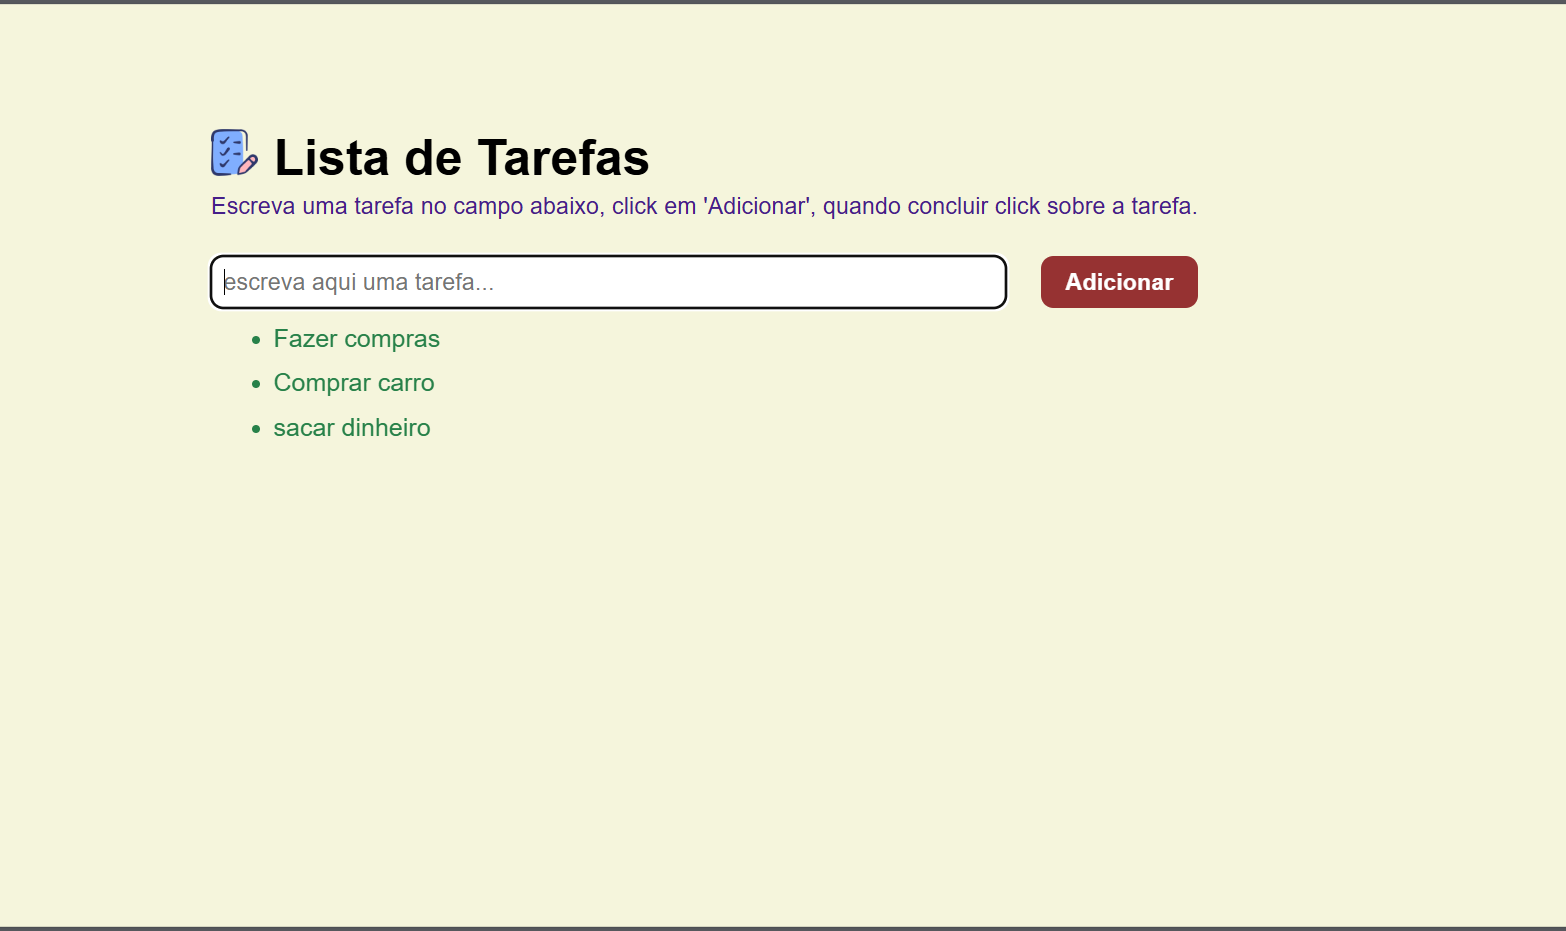 Lista de Tarefas
Escreva uma tarefa no campo abaixo, click em 'Adicionar', quando concluir click sobre a tarefa.
escreva aqui uma tarefa...
Adicionar
Fazer compras
Comprar carro
sacar dinheiro